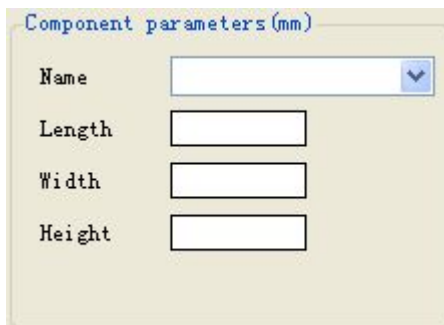 Component parameters(mm)
Name
Length
Width
Height